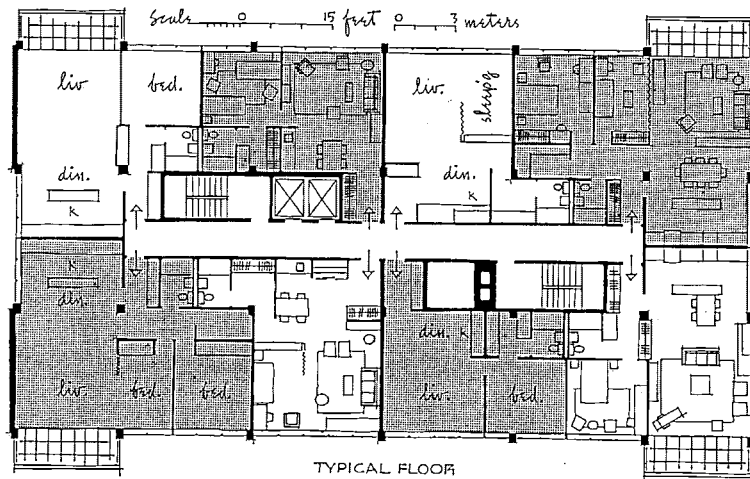 Scale 0 15 feet 0 3 meters
liv.
bed.
liv.
sleep'g
din.
K
din.
K
K
din.
din. K
liv.
bed.
bed.
liv.
bed.
TYPICAL FLOOR